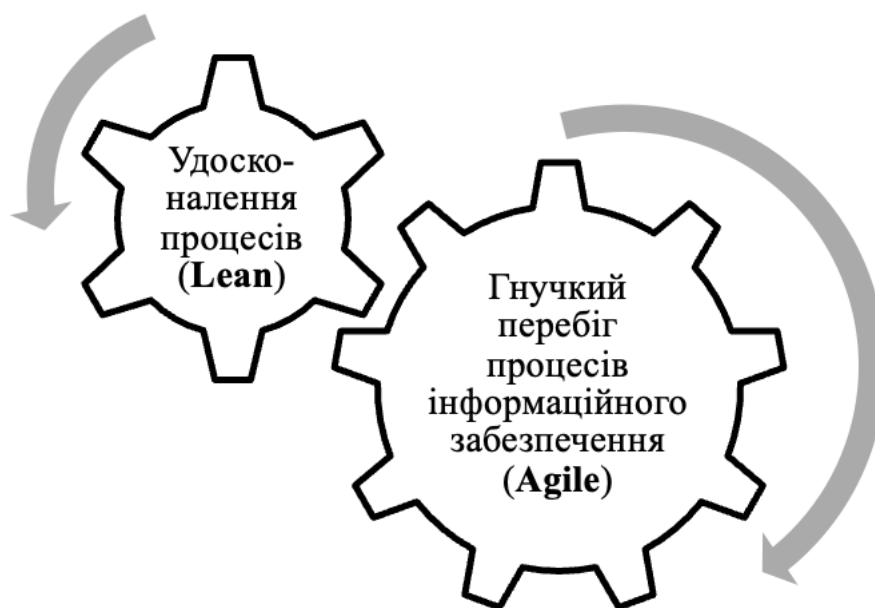 Удоско-
налення
процесів
(Lean)
Гнучкий
перебіг
процесів
інформаційного
забезпечення
(Agile)